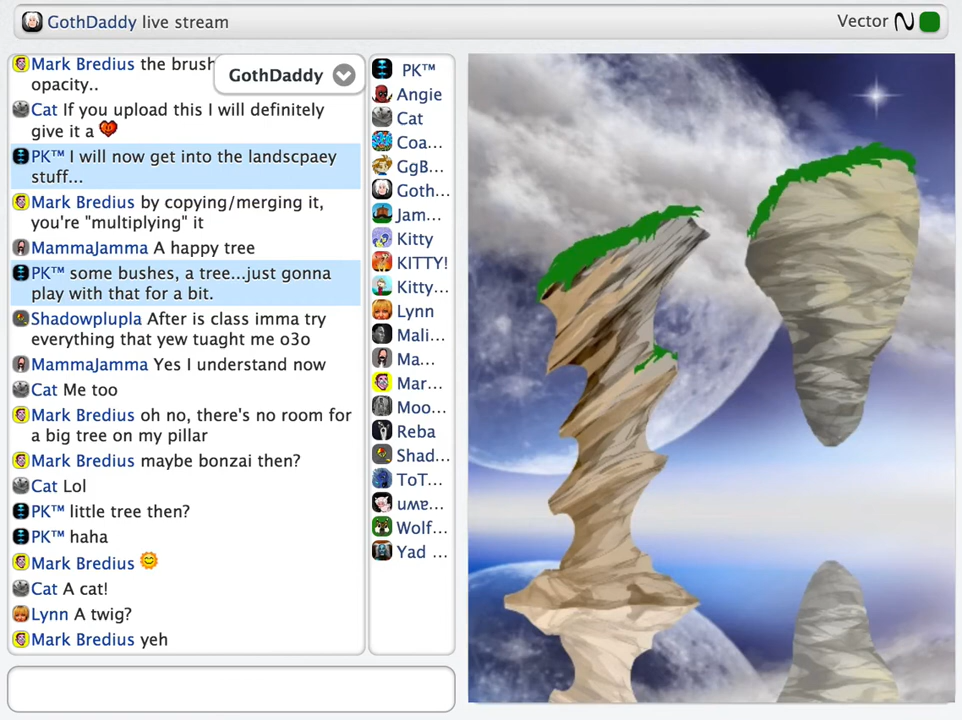 GothDaddy live stream
Vector
Mark Bredius the brush
opacity..
GothDaddy
Cat If you upload this I will definitely
give it a
PK™ I will now get into the landscpaey
stuff...
Mark Bredius by copying/merging it,
you're "multiplying" it
MammaJamma A happy tree
PK™ some bushes, a tree...just gonna
play with that for a bit.
Shadowplupla After is class imma try
everything that yew tuaght me o3o
MammaJamma Yes I understand now
Cat Me too
Mark Bredius oh no, there's no room for
a big tree on my pillar
Mark Bredius maybe bonzai then?
Cat Lol
PK™ little tree then?
PK™ haha
Mark Bredius
Cat A cat!
Lynn A twig?
Mark Bredius yeh
PK™
Angie
Cat
Coa...
GgB...
Goth...
Jam...
Kitty
KITTY!
Kitty...
Lynn
Mali...
Ma...
Mar...
Moo...
Reba
Shad...
ToT...
uwɐ...
Wolf...
Yad ...